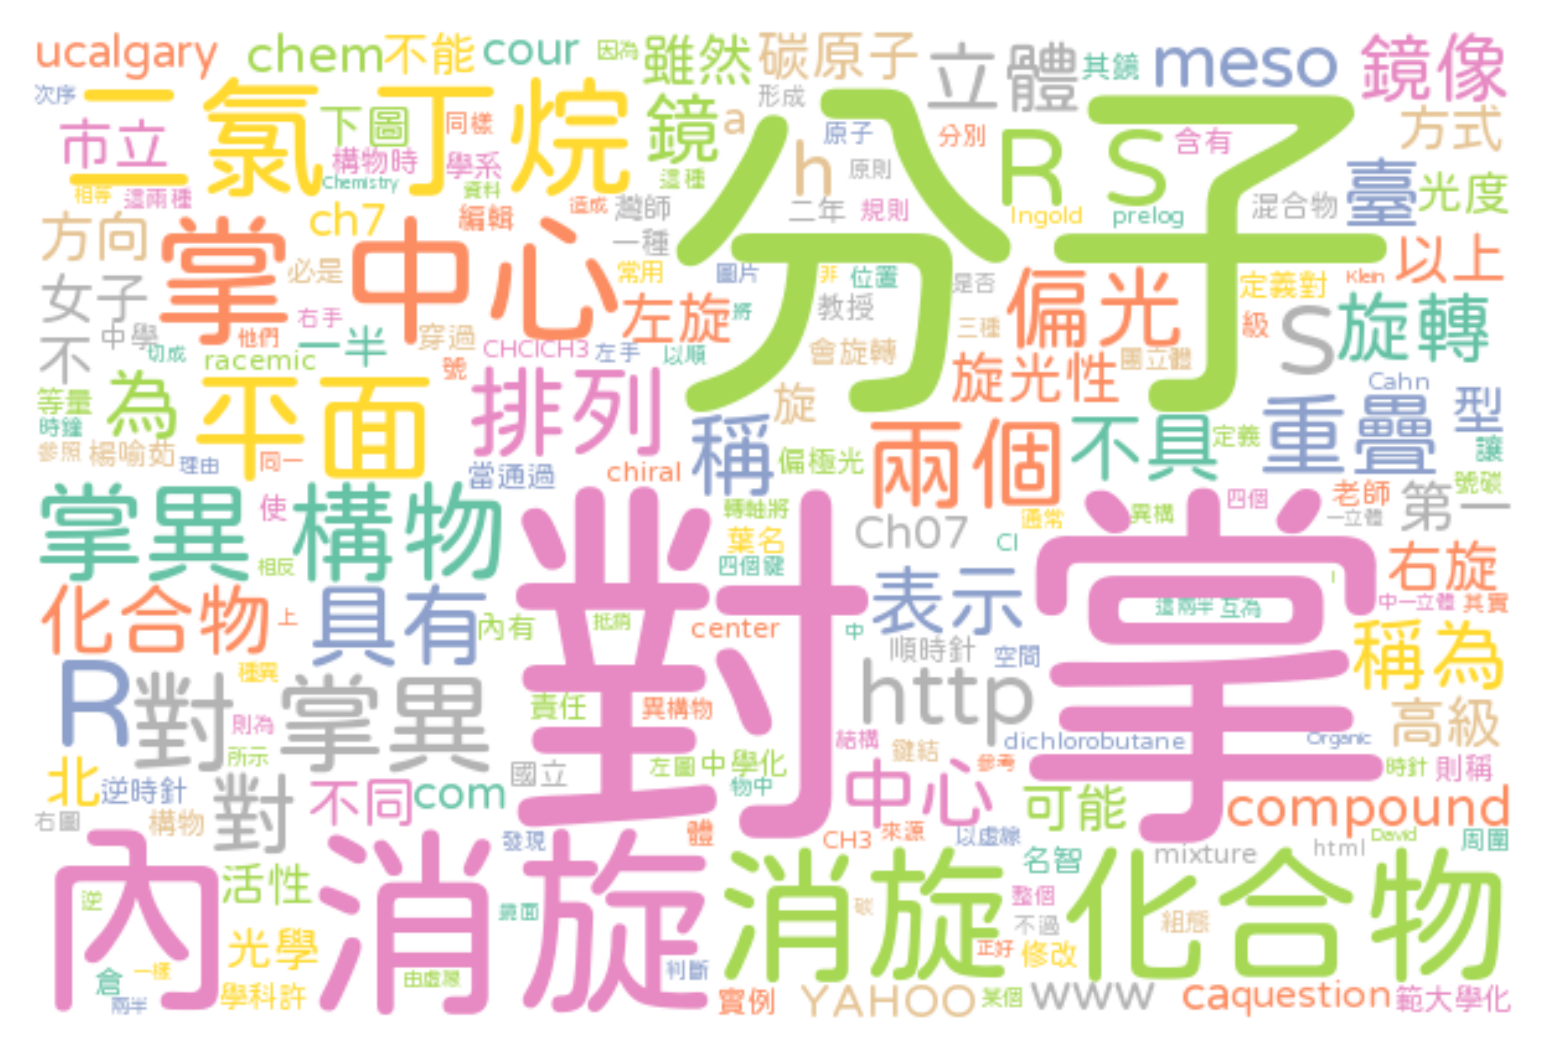 ucalgary chem 不能 cour 因為 雖然 碳原子 立體 其鏡 meso 鏡像
次序 二氯丁烷 下圖 同樣 鏡 a 形成 原子 分子 分別 R S 含有 方式
市立 構物時 學系 Chemistry 資料 這種 h 原則 臺 光度
相等 這兩種 ch7 編輯 造成 灣師 二年 規則 Ingold prelog 混合物
方向 掌中心 一種 以上
女子 必是 常用 圖片 罪 位置 是否 偏光 定義對 Klein
不 中學 右手 他們 一半 穿過 左旋 將 教授 三種 級 S 旋轉
切成 racemic 號 CHClCH3 左手 以順 會旋轉 旋光性 團立體
等量 為 平面 排列 旋 Cahn 型
時鐘 稱 兩個 不具 定義 重疊 讓
參照 楊喻茹 理由 同一 當通過 chiral 偏極光
掌異構物 使 對掌 轉軸將 通常 異構 四個 老師 一立體 第一 號碳
相反 葉名 四個鍵 Ch07 Cl 右旋
化合物 上 具有 內有 抵銷 center 中 表示 這兩半 互為 l 中一立體 其實
R 對 種異 掌異 順時針 空間 稱為
則為 責任 異構物 http 高級
所示 結構 鍵結 dichlorobutane Organic
北 逆時針 國立 左圖 中學化 物中 中心 參考 時針 則稱
右圖 構物 對 不同 com 可能 compound
發現 體 CH3 來源 以虛線 David 周圍
內消旋 活性 消旋 名智 mixture html 化合物
逆 鏡面 碳 整個 不過 組態
光學 判斷 正好 修改
倉 一樣 由虛線
兩半 學科許 實例 YAHOO 某個 www caquestion 範大學化